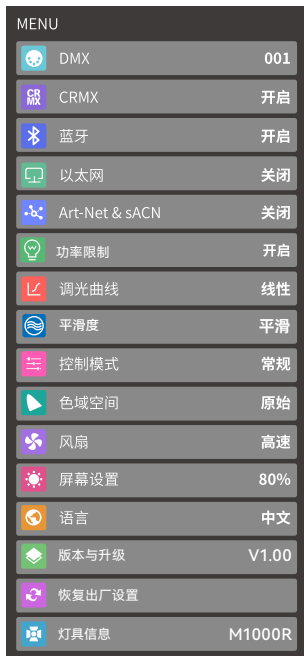 MENU
DMX 001
CR
MX
CRMX 开启
蓝牙 开启
以太网 关闭
Art-Net & sACN 关闭
功率限制 开启
调光曲线 线性
平滑度 平滑
控制模式 常规
色域空间 原始
风扇 高速
屏幕设置 80%
语言 中文
版本与升级 V1.00
恢复出厂设置
灯具信息 M1000R